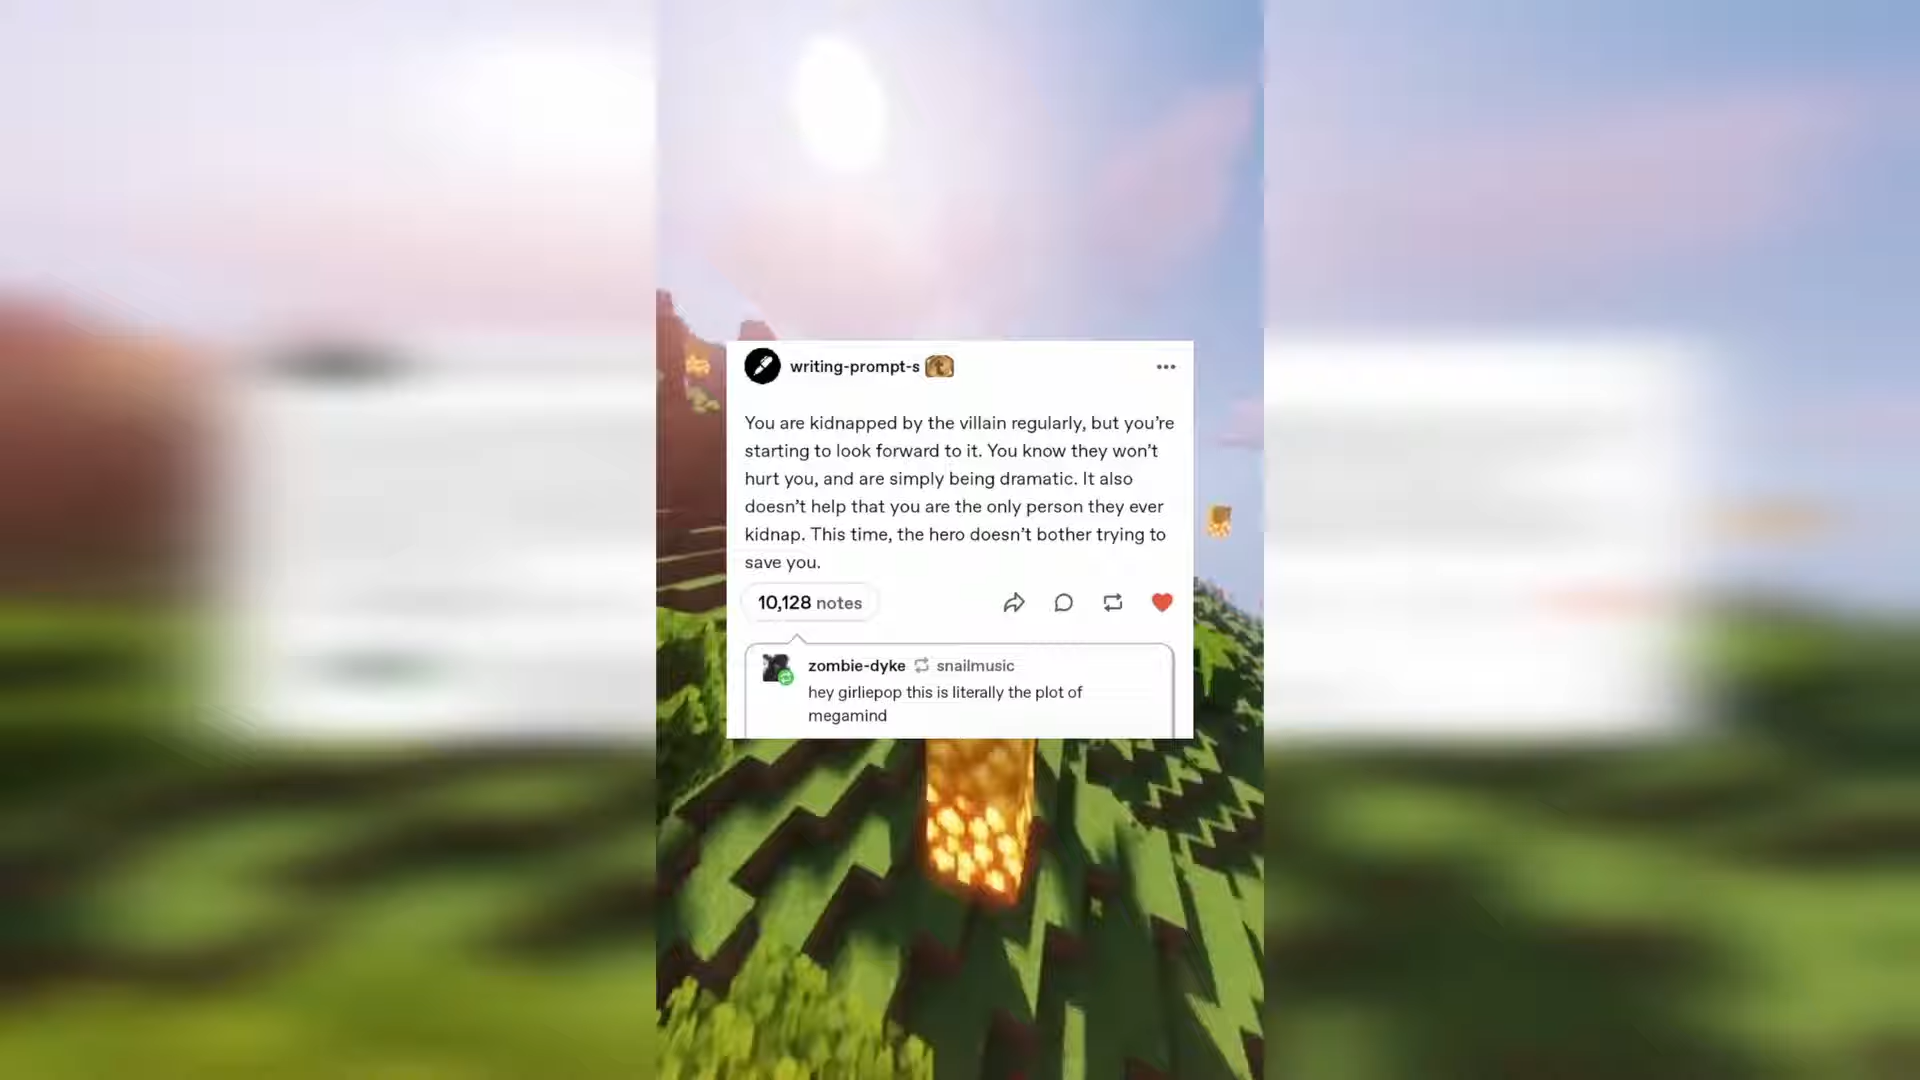 writing-prompt-s
You are kidnapped by the villain regularly, but you’re
starting to look forward to it. You know they won’t
hurt you, and are simply being dramatic. It also
doesn’t help that you are the only person they ever
kidnap. This time, the hero doesn’t bother trying to
save you.
10,128 notes
zombie-dyke snailmusic
hey girliepop this is literally the plot of
megamind